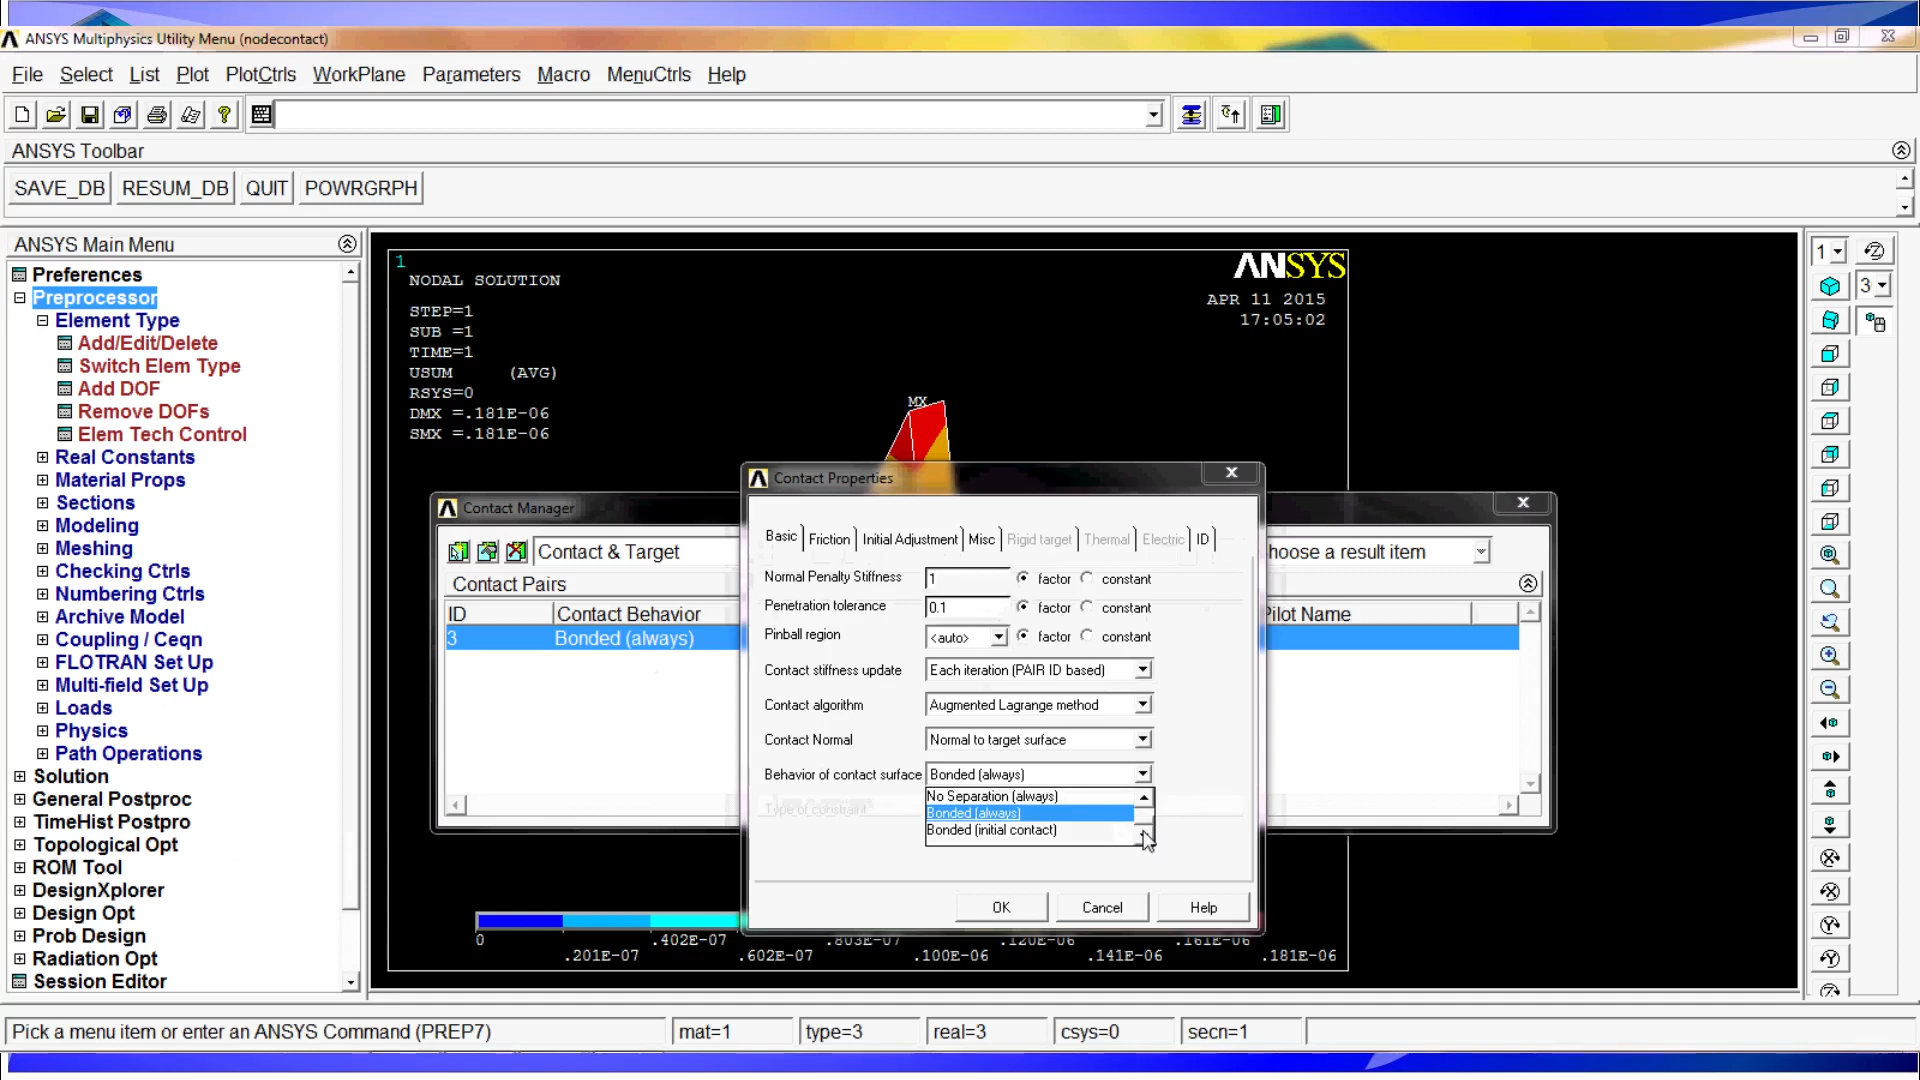 ANSYS Multiphysics Utility Menu (nodecontact)
File Select List Plot PlotCtrls WorkPlane Parameters Macro MenuCtrls Help
ANSYS Toolbar
SAVE_DB RESUM_DB QUIT POWRGRPH
ANSYS Main Menu
Preferences
Preprocessor
Element Type
Add/Edit/Delete
Switch Elem Type
Add DOF
Remove DOFs
Elem Tech Control
Real Constants
Material Props
Sections
Modeling
Meshing
Checking Ctrls
Numbering Ctrls
Archive Model
Coupling / Ceqn
FLOTRAN Set Up
Multi-field Set Up
Loads
Physics
Path Operations
Solution
General Postproc
TimeHist Postpro
Topological Opt
ROM Tool
DesignXplorer
Design Opt
Prob Design
Radiation Opt
Session Editor
1
NODAL SOLUTION
STEP=1
SUB =1
TIME=1
USUM (AVG)
RSYS=0
DMX =.181E-06
SMX =.181E-06
ANSYS
APR 11 2015
17:05:02
MX
Contact Manager
Contact & Target
Contact Pairs
ID Contact Behavior
3 Bonded (always)
hoose a result item
Pilot Name
Contact Properties
Basic Friction Initial Adjustment Misc Rigid target Thermal Electric ID
Normal Penalty Stiffness 1 factor constant
Penetration tolerance 0.1 factor constant
Pinball region <auto> factor constant
Contact stiffness update Each iteration (PAIR ID based)
Contact algorithm Augmented Lagrange method
Contact Normal Normal to target surface
Behavior of contact surface Bonded (always)
Type of constraint
No Separation (always)
Bonded (always)
Bonded (initial contact)
OK Cancel Help
0 .402E-07 .803E-07 .120E-06 .161E-06
.201E-07 .602E-07 .100E-06 .141E-06 .181E-06
1
3
Pick a menu item or enter an ANSYS Command (PREP7) mat=1 type=3 real=3 csys=0 secn=1